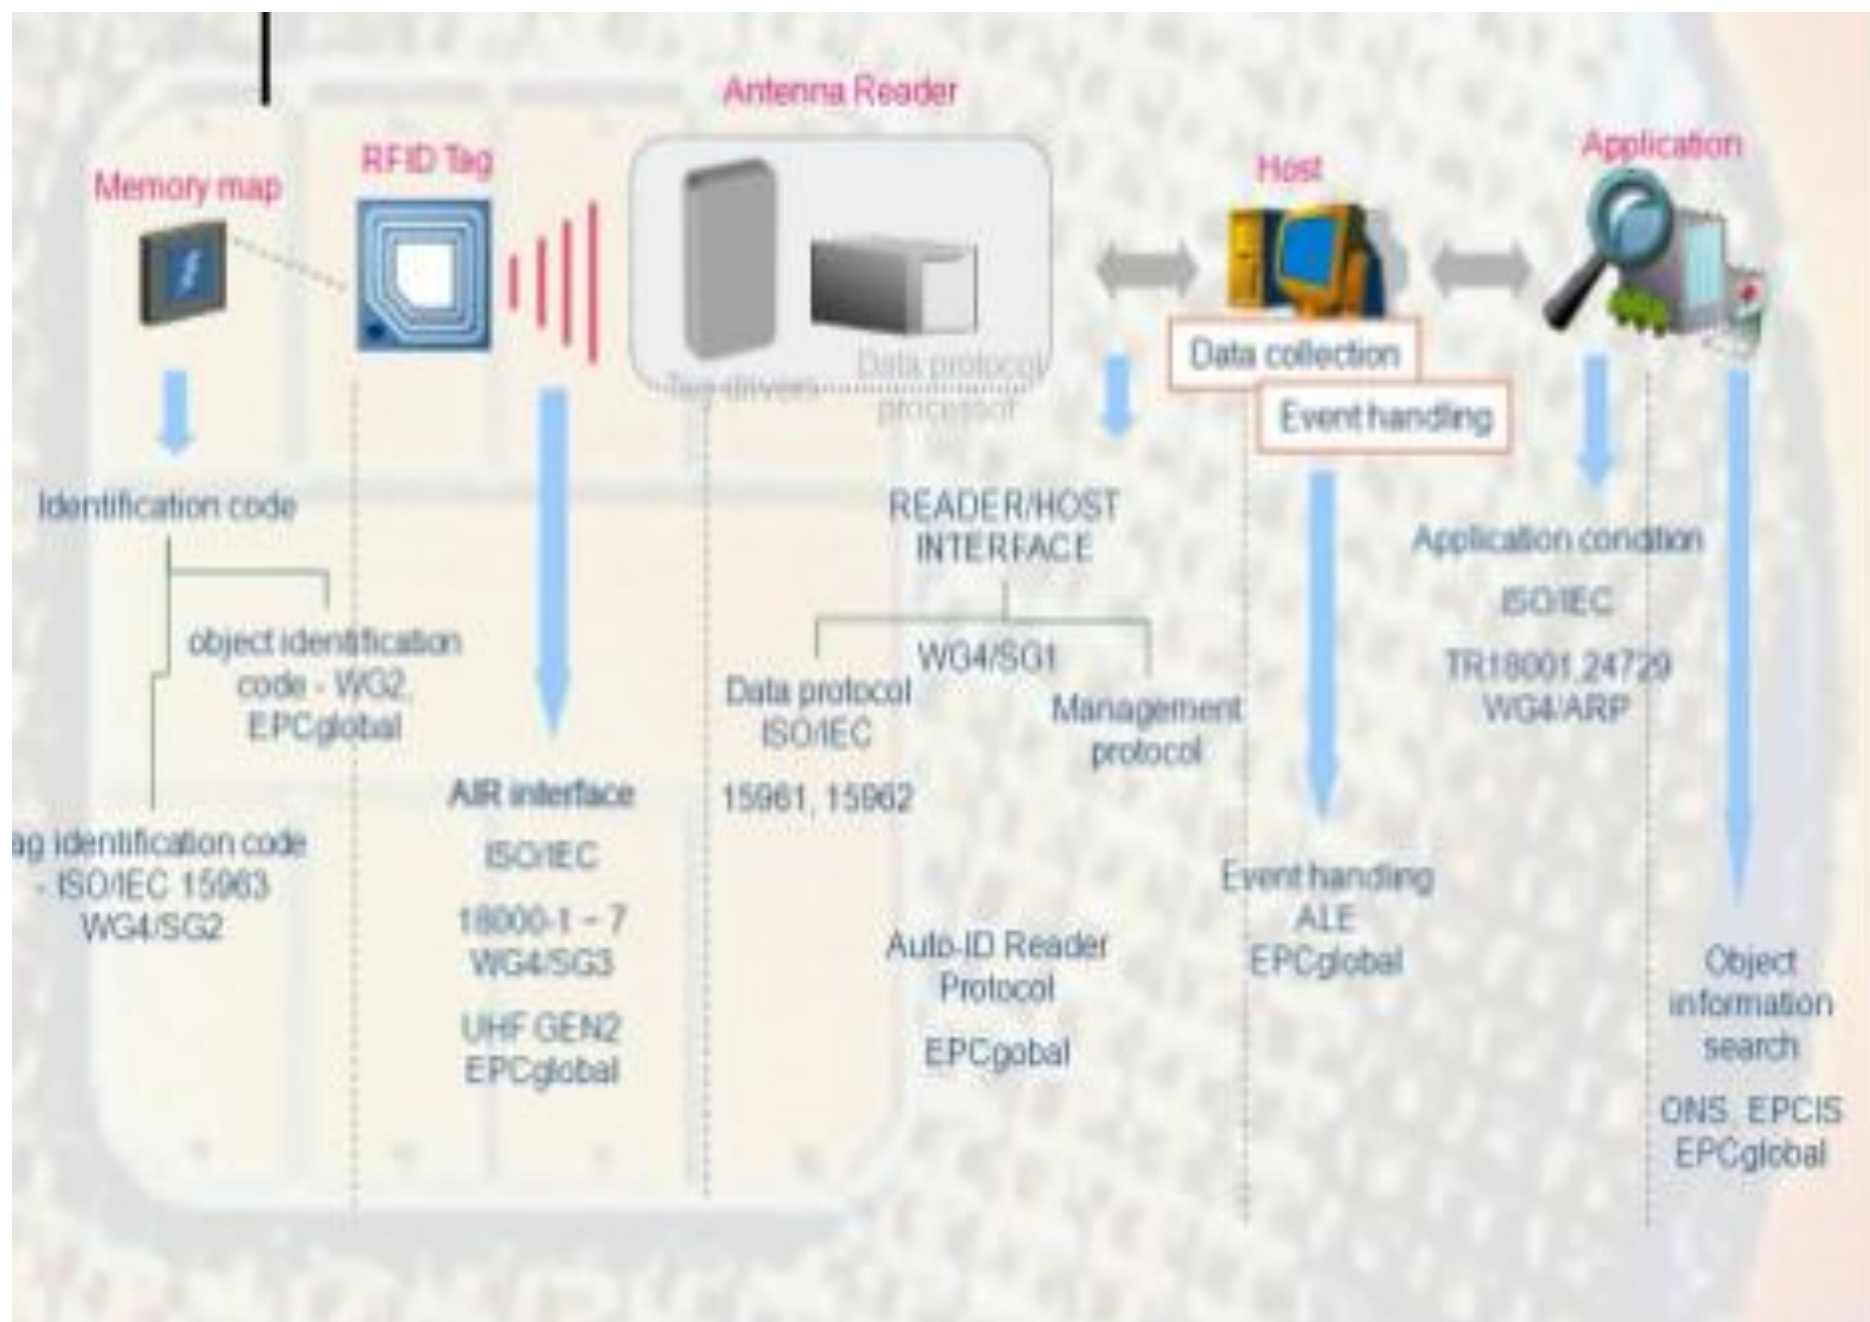 Antenna Reader
Memory map
RFID Tag
Host
Application
Tag drivers
Data protocol
processor
Data collection
Event handling
Identification code
object identification
code - WG2,
EPCglobal
ag identification code
- ISO/IEC 15963
WG4/SG2
AIR interface
ISO/IEC
18000-1 ~ 7
WG4/SG3
UHF GEN2
EPCglobal
READER/HOST
INTERFACE
WG4/SG1
Data protocol
ISO/IEC
15961, 15962
Management
protocol
Auto-ID Reader
Protocol
EPCgobal
Event handling
ALE
EPCglobal
Application condition
ISO/IEC
TR18001,24729
WG4/ARP
Object
information
search
ONS, EPCIS
EPCglobal